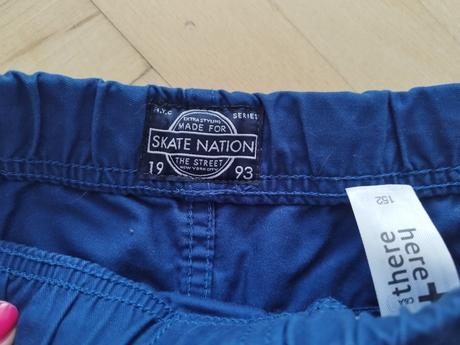 N.Y.C SERIES
EXTRA STYLING
MADE FOR
SKATE NATION
THE STREET
19 93
NEW YORK CITY
152
here+
there
C&A